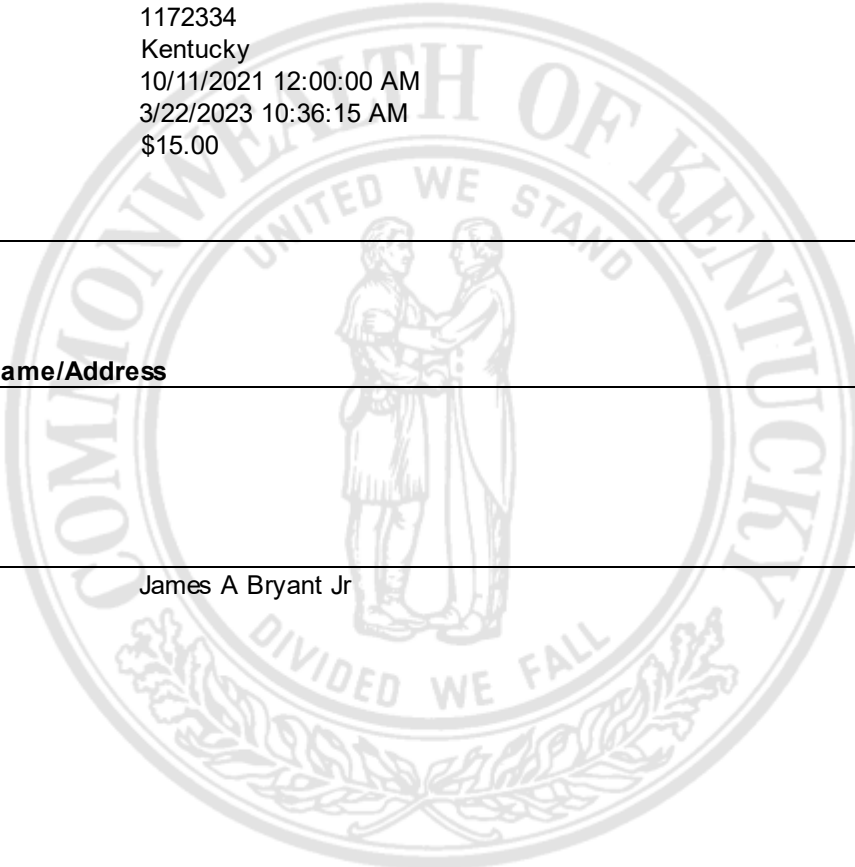 1172334
Kentucky
10/11/2021 12:00:00 AM
3/22/2023 10:36:15 AM
$15.00
COMMONWEALTH OF KENTUCKY
UNITED WE STAND
ame/Address
James A Bryant Jr
DIVIDED WE FALL